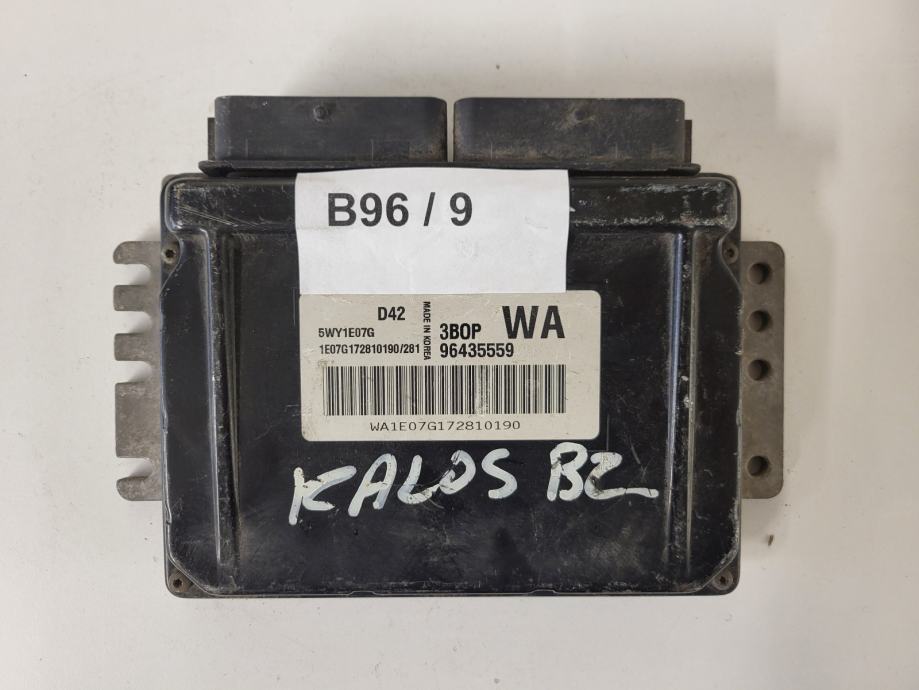 B96 / 9
D42
MADE IN KOREA
5WY1E07G
3BOP WA
1E07G172810190/281
96435559
WA1E07G172810190
KALOS BZ